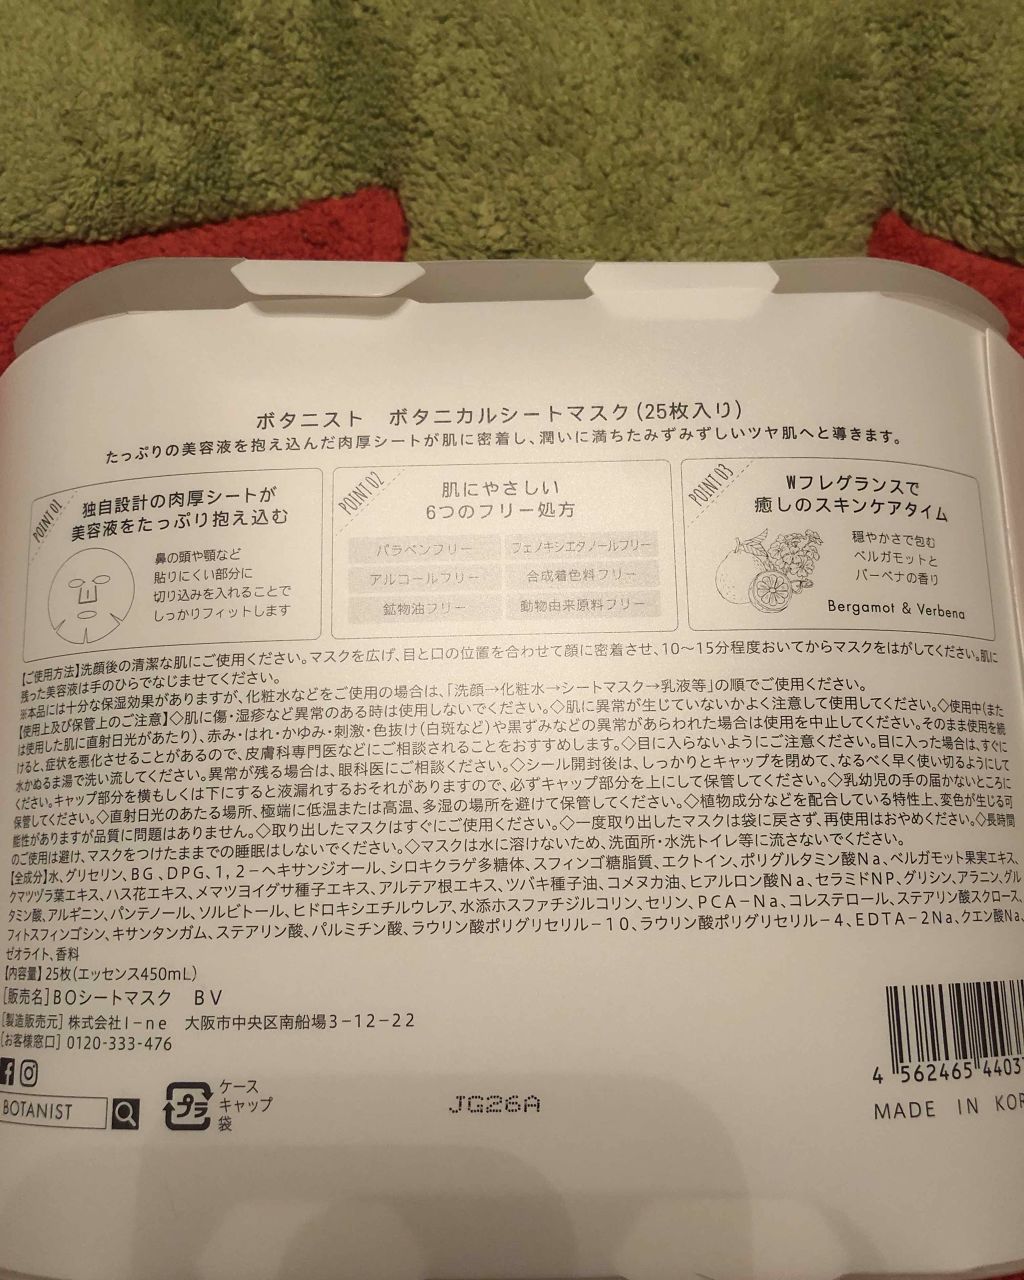 ボタニスト ボタニカルシートマスク(25枚入り)
たっぷりの美容液を抱え込んだ肉厚シートが肌に密着し、潤いに満ちたみずみずしいツヤ肌へと導きます。
POINT 01
独自設計の肉厚シートが
美容液をたっぷり抱え込む
鼻の頭や顎など
貼りにくい部分に
切り込みを入れることで
しっかりフィットします
POINT 02
肌にやさしい
6つのフリー処方
パラベンフリー
フェノキシエタノールフリー
アルコールフリー
合成着色料フリー
鉱物油フリー
動物由来原料フリー
POINT 03
Wフレグランスで
癒しのスキンケアタイム
穏やかさで包む
ベルガモットと
バーベナの香り
Bergamot & Verbena
【ご使用方法】洗顔後の清潔な肌にご使用ください。マスクを広げ、目と口の位置を合わせて顔に密着させ、10〜15分程度おいてからマスクをはがしてください。肌に
残った美容液は手のひらでなじませてください。
※本品には十分な保湿効果がありますが、化粧水などをご使用の場合は、「洗顔→化粧水→シートマスク→乳液等」の順でご使用ください。
【使用上及び保管上のご注意】◇肌に傷・湿疹など異常のある時は使用しないでください。◇肌に異常が生じていないかよく注意して使用してください。◇使用中(また
は使用した肌に直射日光があたり)、赤み・はれ・かゆみ・刺激・色抜け(白斑など)や黒ずみなどの異常があらわれた場合は使用を中止してください。そのまま使用を続
けると、症状を悪化させることがあるので、皮膚科専門医などにご相談されることをおすすめします。◇目に入らないようにご注意ください。目に入った場合は、すぐに
水かぬるま湯で洗い流してください。異常が残る場合は、眼科医にご相談ください。◇シール開封後は、しっかりとキャップを閉めて、なるべく早く使い切るようにして
ください。キャップ部分を横もしくは下にすると液漏れするおそれがありますので、必ずキャップ部分を上にして保管してください。◇乳幼児の手の届かないところに
保管してください。◇直射日光のあたる場所、極端に低温または高温、多湿の場所を避けて保管してください。◇植物成分などを配合している特性上、変色が生じる可
能性がありますが品質に問題はありません。◇取り出したマスクはすぐにご使用ください。◇一度取り出したマスクは袋に戻さず、再使用はおやめください。◇長時間
のご使用は避け、マスクをつけたままでの睡眠はしないでください。◇マスクは水に溶けないため、洗面所・水洗トイレ等に流さないでください。
【全成分】水、グリセリン、BG、DPG、1,2-ヘキサンジオール、シロキクラゲ多糖体、スフィンゴ糖脂質、エクトイン、ポリグルタミン酸Na、ベルガモット果実エキス、
クマツヅラ葉エキス、ハス花エキス、メマツヨイグサ種子エキス、アルテア根エキス、ツバキ種子油、コメヌカ油、ヒアルロン酸Na、セラミドNP、グリシン、アラニン、グル
タミン酸、アルギニン、パンテノール、ソルビトール、ヒドロキシエチルウレア、水添ホスファチジルコリン、セリン、PCA-Na、コレステロール、ステアリン酸スクロース、
フィトスフィンゴシン、キサンタンガム、ステアリン酸、パルミチン酸、ラウリン酸ポリグリセリル-10、ラウリン酸ポリグリセリル-4、EDTA-2Na、クエン酸Na、
ゼオライト、香料
【内容量】25枚(エッセンス450mL)
[販売名]BOシートマスク BV
[製造販売元] 株式会社I-ne 大阪市中央区南船場3-12-22
[お客様窓口] 0120-333-476
BOTANIST
プラ
ケース
キャップ
袋
JG26A
4 562465 4403
MADE IN KOR